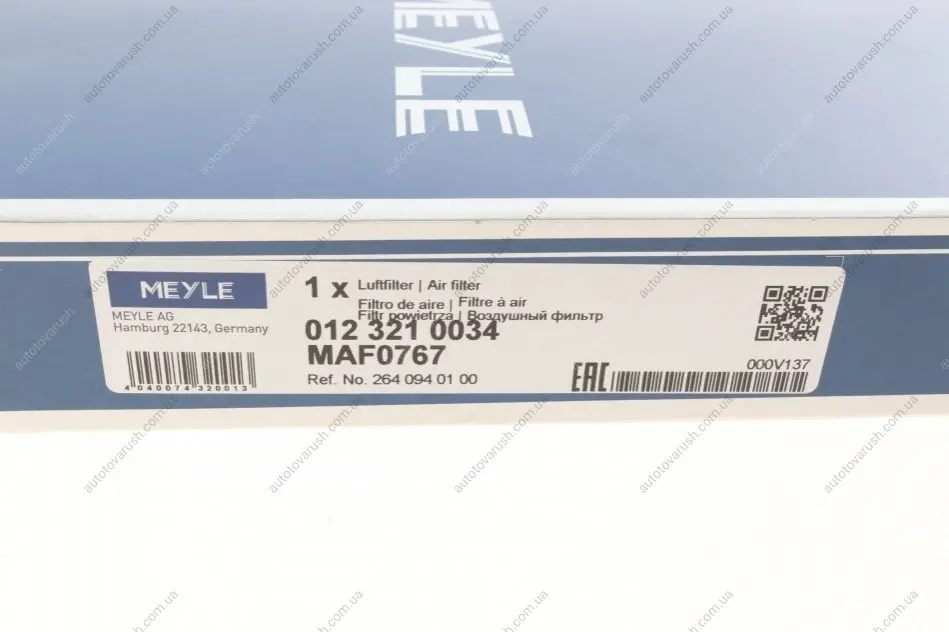 MEYLE
MEYLE
MEYLE AG
Hamburg 22143, Germany
4 040074 320013
1 x Luftfilter | Air filter
Filtro de aire | Filtre à air
Filtr powietrza | Воздушный фильтр
012 321 0034
MAF0767
Ref. No. 264 094 01 00
EAC
000V137
autotovarush.com.ua